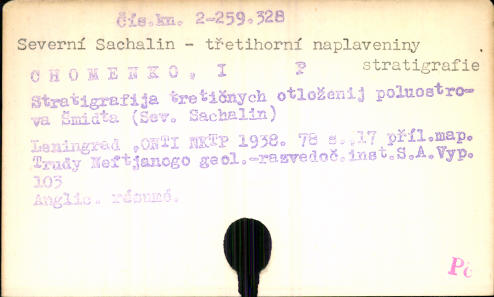 čís.kn. 2-259.328
Severní Sachalin - třetihorní naplaveniny
stratigrafie
CHOMENKO, I P
Stratigrafija tretičnych otloženij poluostro-
va Šmidta (Sev. Sachalin)
Leningrad ,ONTI NKTP 1938. 78 s.,17 příl.map.
Trudy Neftjanogo geol.-razvedoč.inst.S.A.Vyp.
103
Anglic. résumé.